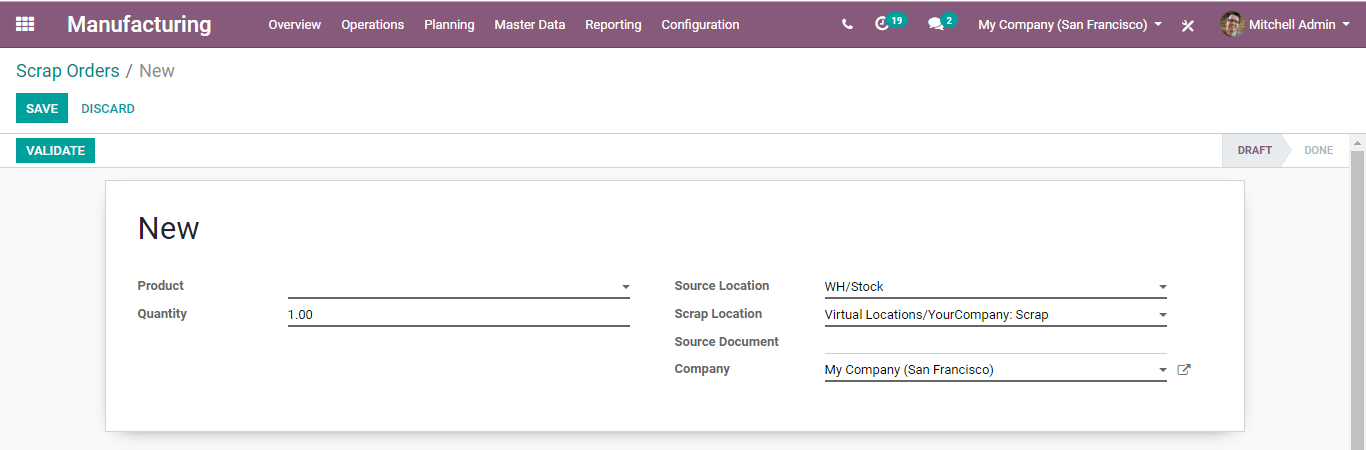 Manufacturing Overview Operations Planning Master Data Reporting Configuration 19 2 My Company (San Francisco) Mitchell Admin
Scrap Orders / New
SAVE DISCARD
VALIDATE DRAFT DONE
New
Product Source Location WH/Stock
Quantity 1.00 Scrap Location Virtual Locations/YourCompany: Scrap
Source Document
Company My Company (San Francisco)